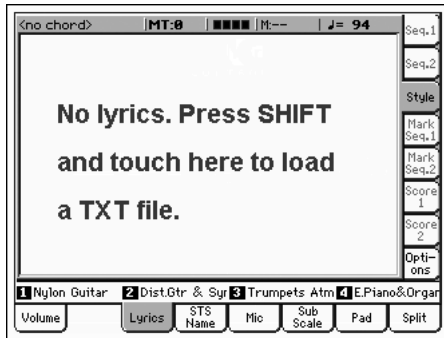 <no chord> MT:0 M:-- ♩= 94
Seq.1
Seq.2
Style
Mark
Seq.1
Mark
Seq.2
Score
1
Score
2
Opti-
ons
No lyrics. Press SHIFT
and touch here to load
a TXT file.
1 Nylon Guitar 2 Dist.Gtr & Syn 3 Trumpets Atm 4 E.Piano&Organ
Volume Lyrics STS Name Mic Sub Scale Pad Split